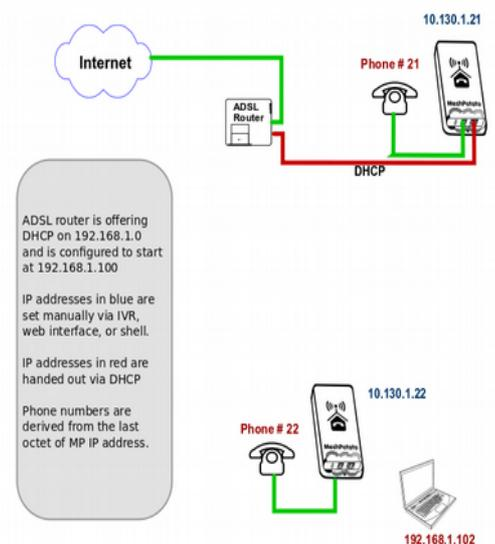 10.130.1.21
Internet
Phone # 21
ADSL
Router
MeshPotato
DHCP
ADSL router is offering
DHCP on 192.168.1.0
and is configured to start
at 192.168.1.100
IP addresses in blue are
set manually via IVR,
web interface, or shell.
IP addresses in red are
handed out via DHCP
Phone numbers are
derived from the last
octet of MP IP address.
10.130.1.22
Phone # 22
MeshPotato
192.168.1.102